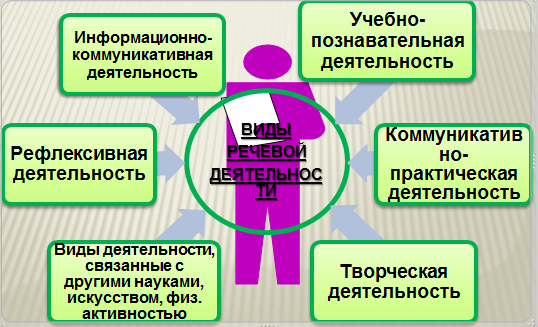 Информационно-
коммуникативная
деятельность
Учебно-
познавательная
деятельность
Рефлексивная
деятельность
ВИДЫ
РЕЧЕВОЙ
ДЕЯТЕЛЬНОС
ТИ
Коммуникатив
но-
практическая
деятельность
Виды деятельности,
связанные с
другими науками,
искусством, физ.
активностью
Творческая
деятельность